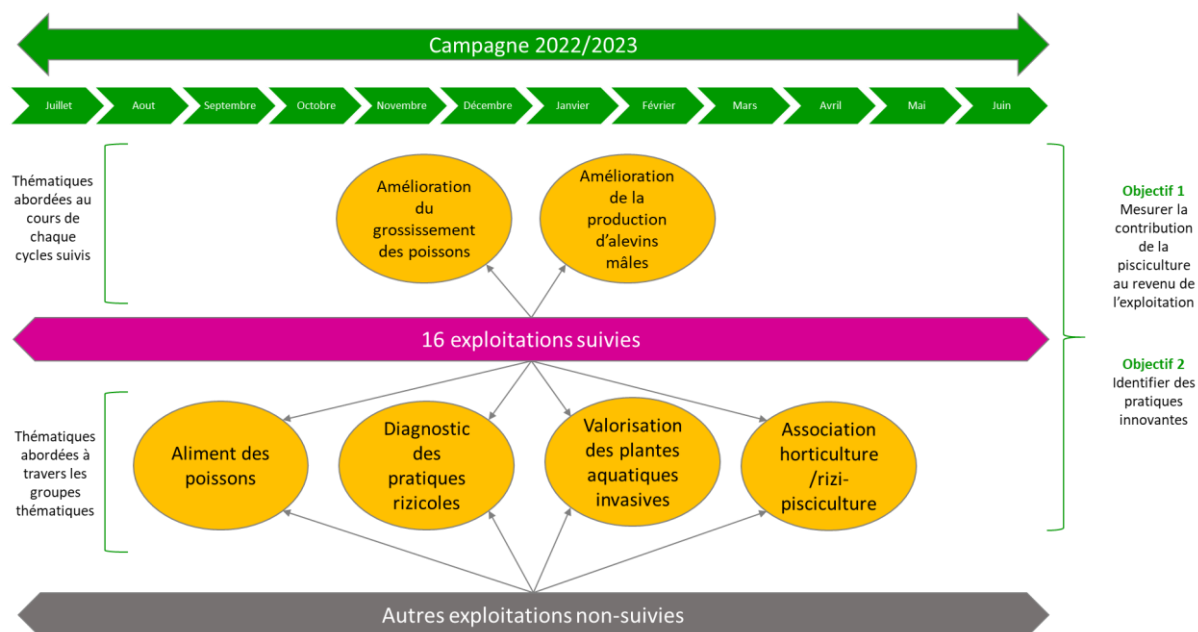 Campagne 2022/2023
Juillet
Aout
Septembre
Octobre
Novembre
Décembre
Janvier
Février
Mars
Avril
Mai
Juin
Thématiques
abordées au
cours de
chaque
cycles suivis
Amélioration
du
grossissement
des poissons
Amélioration
de la
production
d'alevins
mâles
Objectif 1
Mesurer la
contribution
de la
pisciculture
au revenu de
l'exploitation
16 exploitations suivies
Objectif 2
Identifier des
pratiques
innovantes
Thématiques
abordées à
travers les
groupes
thématiques
Aliment des
poissons
Diagnostic
des
pratiques
rizicoles
Valorisation
des plantes
aquatiques
invasives
Association
horticulture
/rizi-
pisciculture
Autres exploitations non-suivies